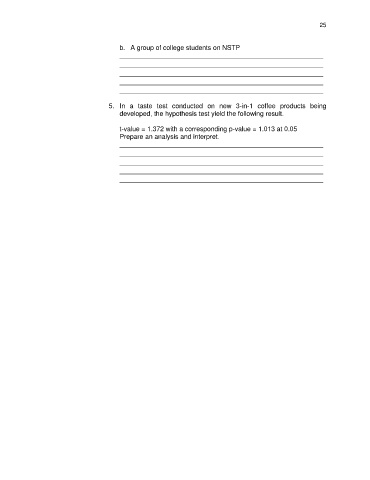 25
b. A group of college students on NSTP
5. In a taste test conducted on new 3-in-1 coffee products being
developed, the hypothesis test yield the following result.
t-value = 1.372 with a corresponding p-value = 1.013 at 0.05
Prepare an analysis and interpret.